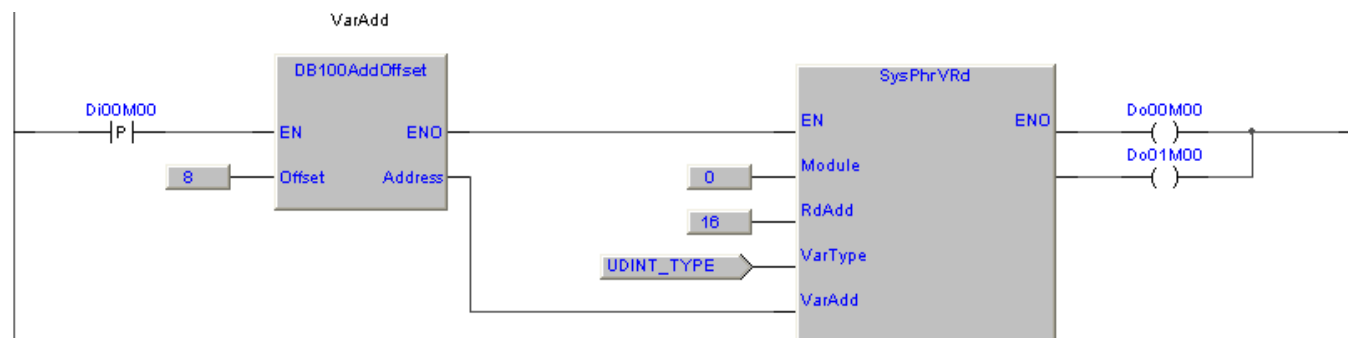 VarAdd
DB100AddOffset
SysPhrVRd
Di00M00
P
EN ENO
8 Offset Address
EN ENO
Do00M00
Do01M00
0 Module
16 RdAdd
UDINT_TYPE VarType
VarAdd